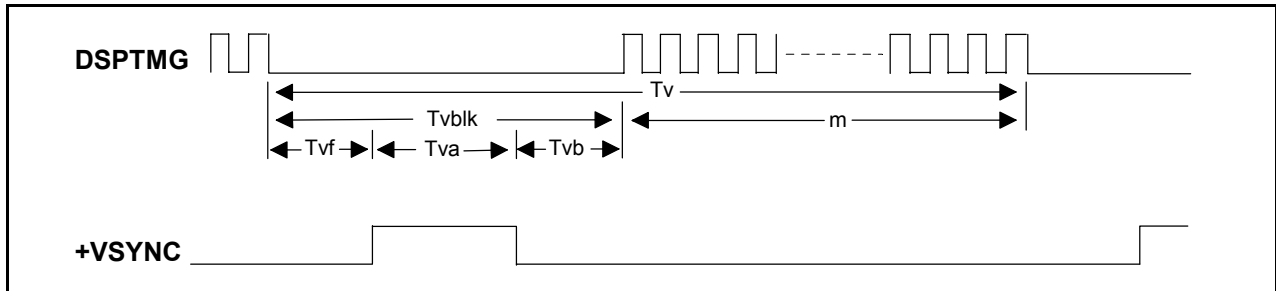 DSPTMG
Tv
Tvblk
m
Tvf
Tva
Tvb
+VSYNC